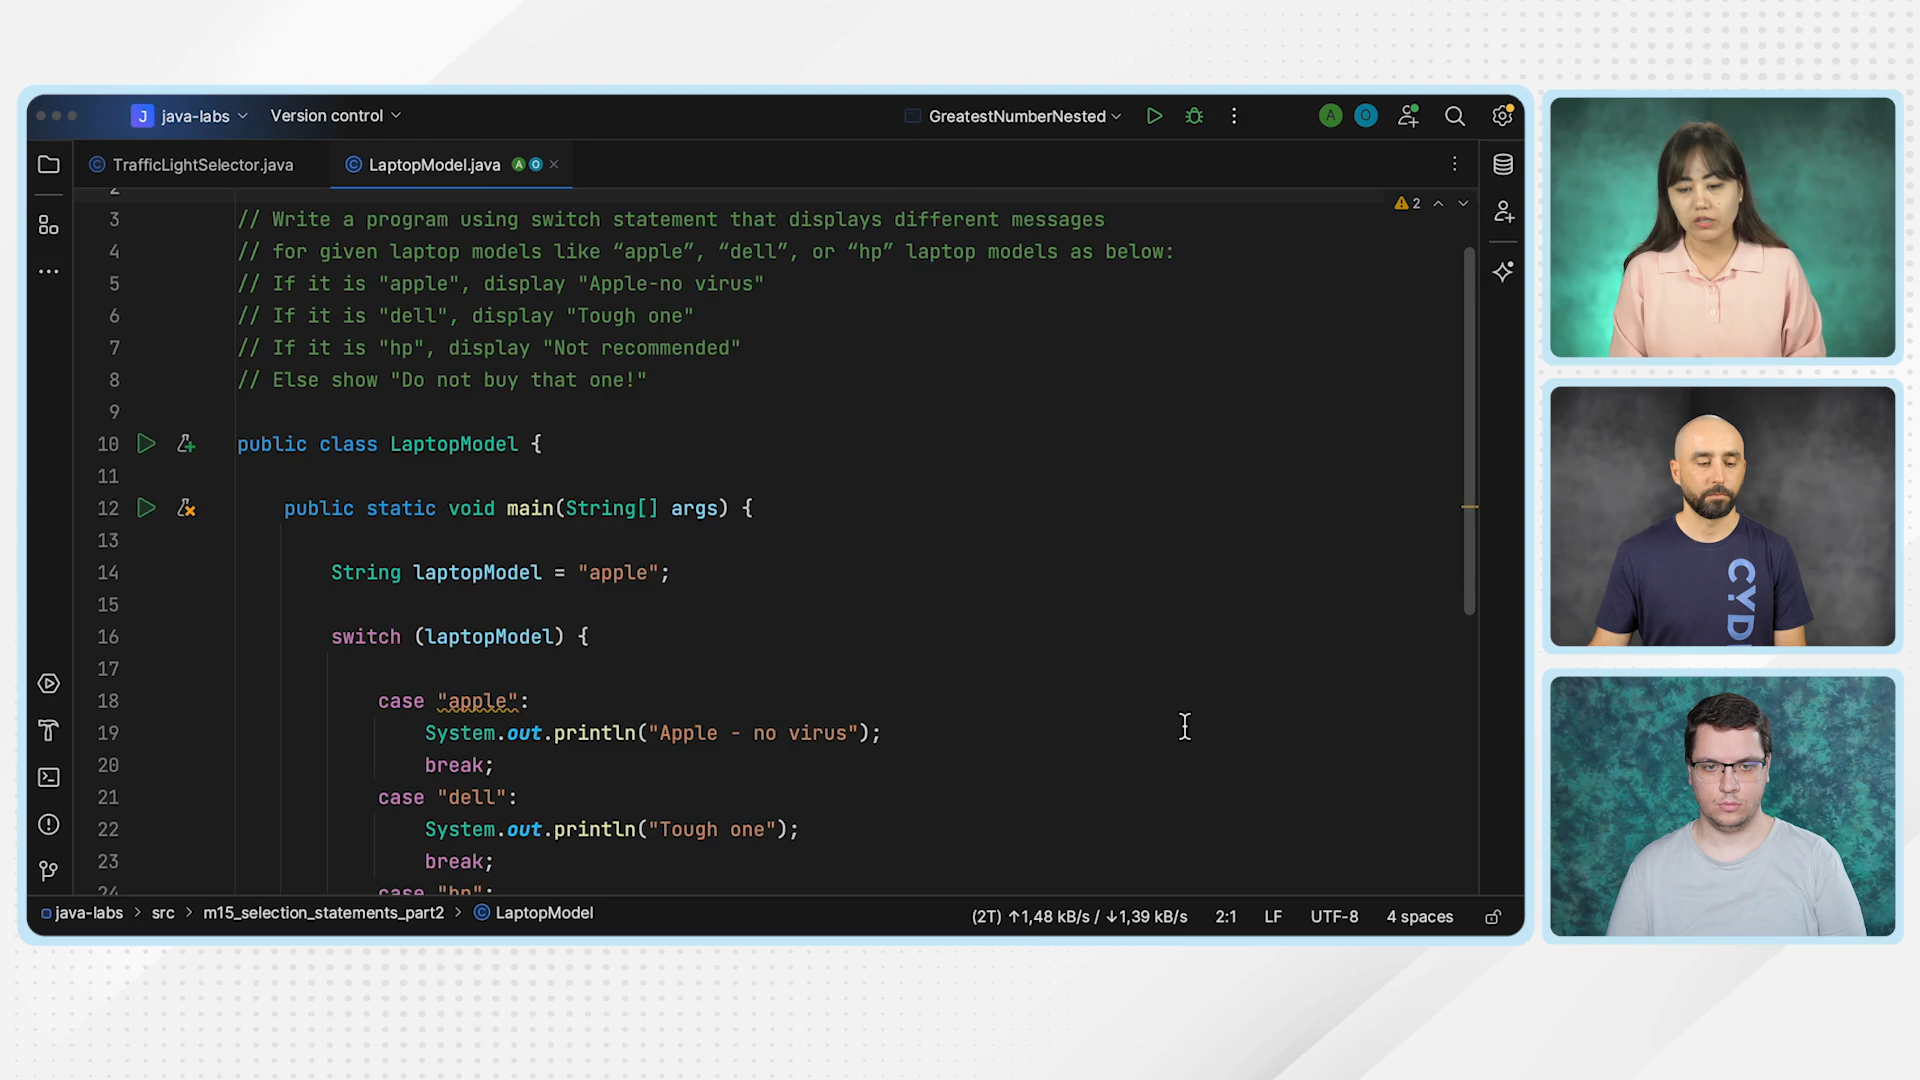 J java-labs Version control GreatestNumberNested A O
TrafficLightSelector.java LaptopModel.java A O
2
3 // Write a program using switch statement that displays different messages
4 // for given laptop models like “apple”, “dell”, or “hp” laptop models as below:
5 // If it is "apple", display "Apple-no virus"
6 // If it is "dell", display "Tough one"
7 // If it is "hp", display "Not recommended"
8 // Else show "Do not buy that one!"
9
10 public class LaptopModel {
11
12 public static void main(String[] args) {
13
14 String laptopModel = "apple";
15
16 switch (laptopModel) {
17
18 case "apple":
19 System.out.println("Apple - no virus");
20 break;
21 case "dell":
22 System.out.println("Tough one");
23 break;
24 case "hp":
2
java-labs > src > m15_selection_statements_part2 > LaptopModel
(2T) ↑1,48 kB/s / ↓1,39 kB/s 2:1 LF UTF-8 4 spaces
CYD